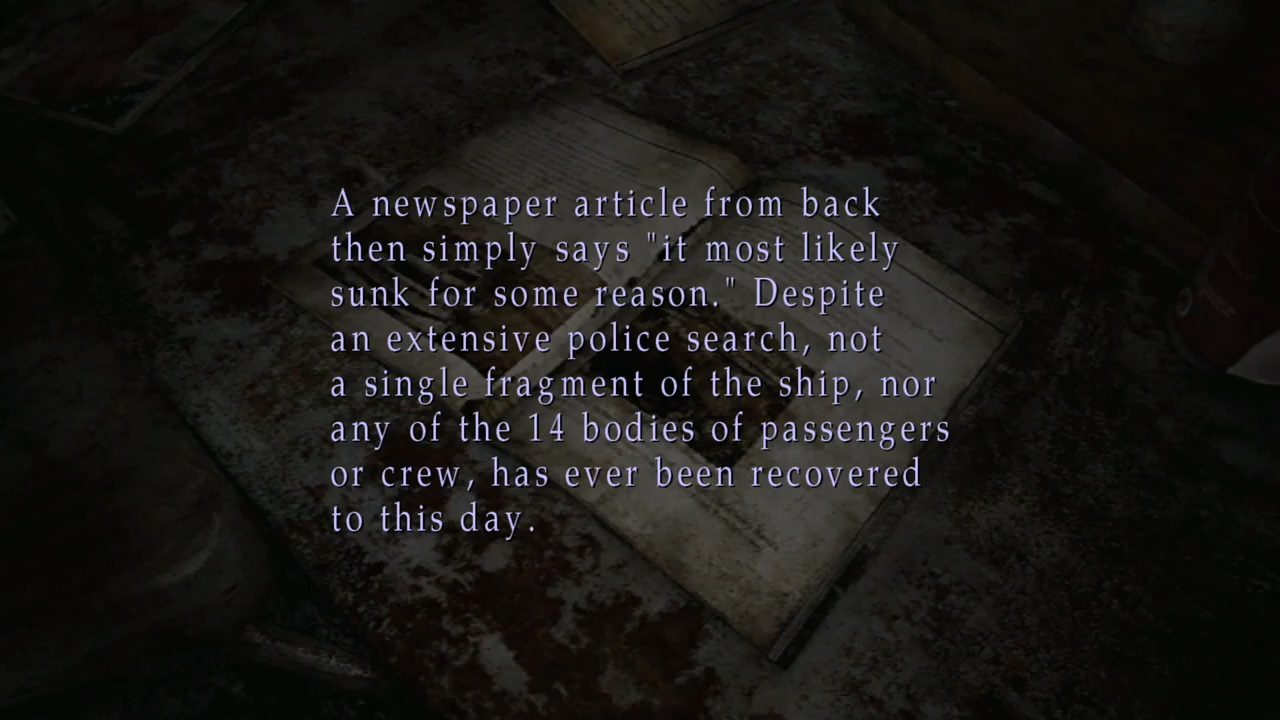 A newspaper article from back
then simply says "it most likely
sunk for some reason." Despite
an extensive police search, not
a single fragment of the ship, nor
any of the 14 bodies of passengers
or crew, has ever been recovered
to this day.